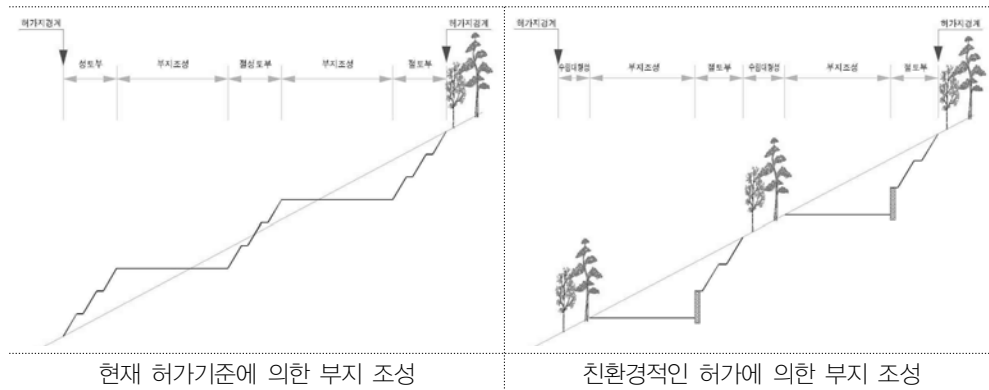 허가지경계
허가지경계
성토부
부지조성
절성토부
부지조성
절토부
현재 허가기준에 의한 부지 조성
허가지경계
허가지경계
수림대형성
부지조성
절토부
수림대형성
부지조성
절토부
친환경적인 허가에 의한 부지 조성